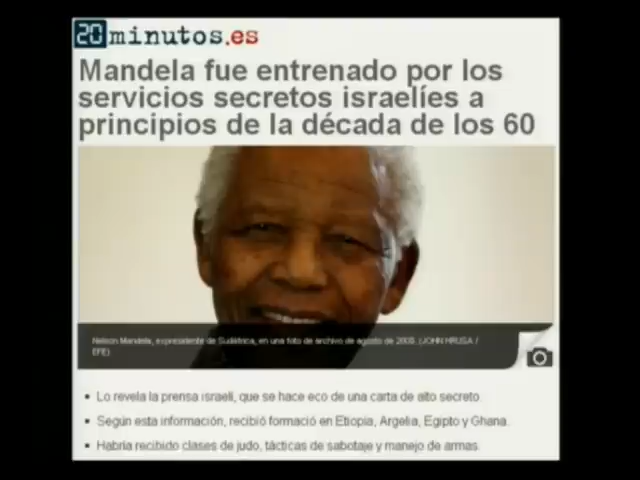 20minutos.es
Mandela fue entrenado por los
servicios secretos israelíes a
principios de la década de los 60
Nelson Mandela, expresidente de Sudáfrica, en una foto de archivo de agosto de 2008. (JOHN HRUSA /
EFE)
Lo revela la prensa israelí, que se hace eco de una carta de alto secreto.
Según esta información, recibió formació en Etiopia, Argelia, Egipto y Ghana.
Habría recibido clases de judo, tácticas de sabotaje y manejo de armas.